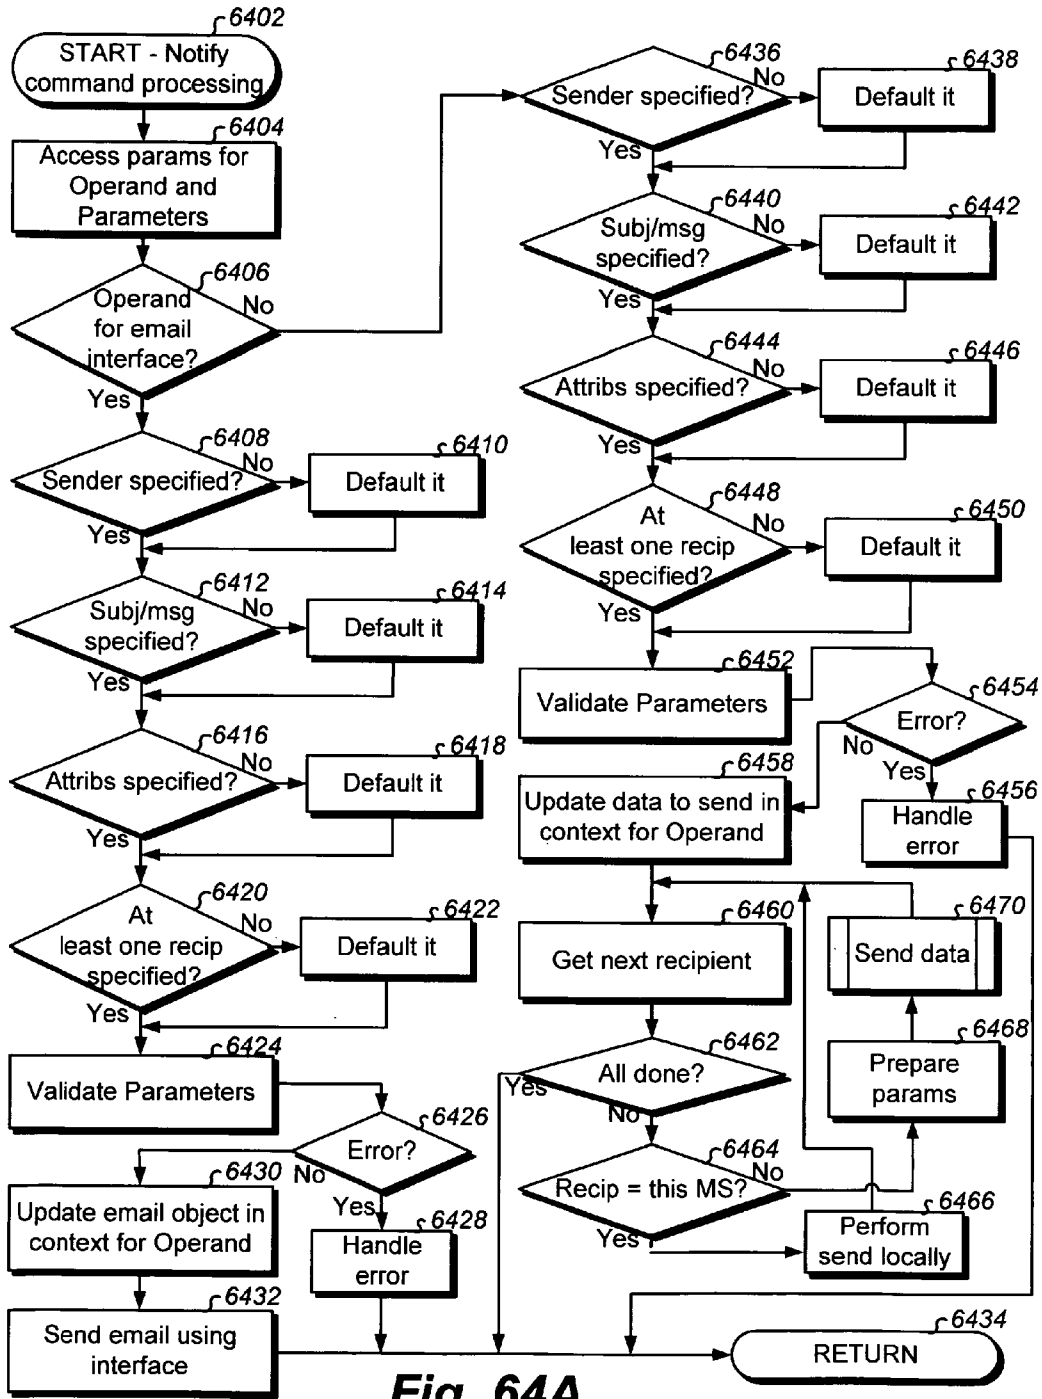 6402
START - Notify
command processing
6404
Access params for
Operand and
Parameters
6406
Operand
for email
interface?
No
Yes
6408
Sender specified?
No
Yes
6410
Default it
6412
Subj/msg
specified?
No
Yes
6414
Default it
6416
Attribs specified?
No
Yes
6418
Default it
6420
At
least one recip
specified?
No
Yes
6422
Default it
6424
Validate Parameters
6426
Error?
No
Yes
6428
Handle
error
6430
Update email object in
context for Operand
6432
Send email using
interface
6436
Sender specified?
No
Yes
6438
Default it
6440
Subj/msg
specified?
No
Yes
6442
Default it
6444
Attribs specified?
No
Yes
6446
Default it
6448
At
least one recip
specified?
No
Yes
6450
Default it
6452
Validate Parameters
6454
Error?
No
Yes
6456
Handle
error
6458
Update data to send in
context for Operand
6460
Get next recipient
6462
All done?
Yes
No
6464
Recip = this MS?
No
Yes
6466
Perform
send locally
6468
Prepare
params
6470
Send data
6434
RETURN
Fig. 64A